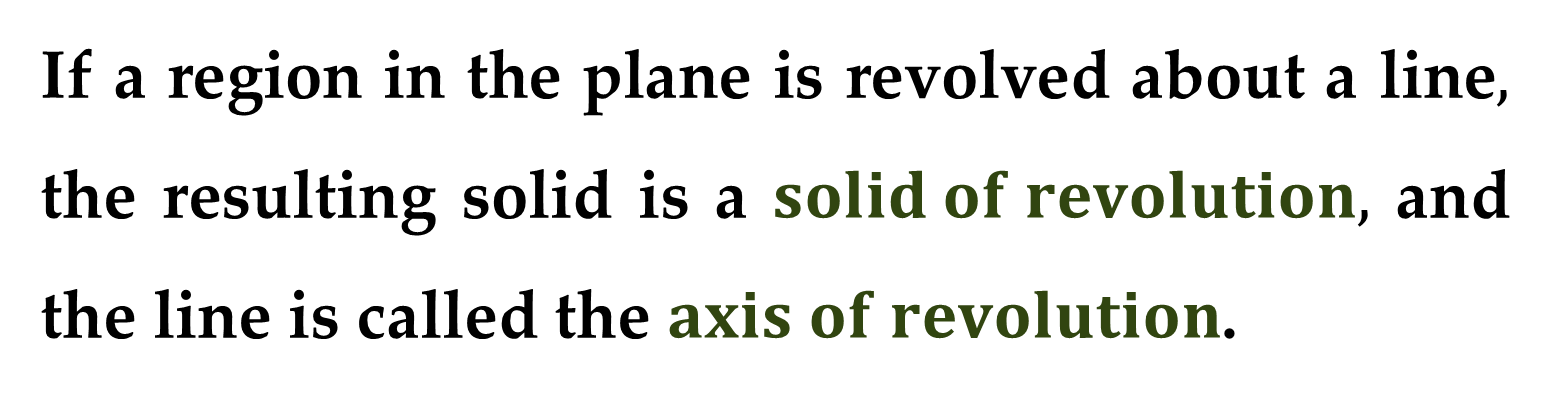 If a region in the plane is revolved about a line,
the resulting solid is a solid of revolution, and
the line is called the axis of revolution.